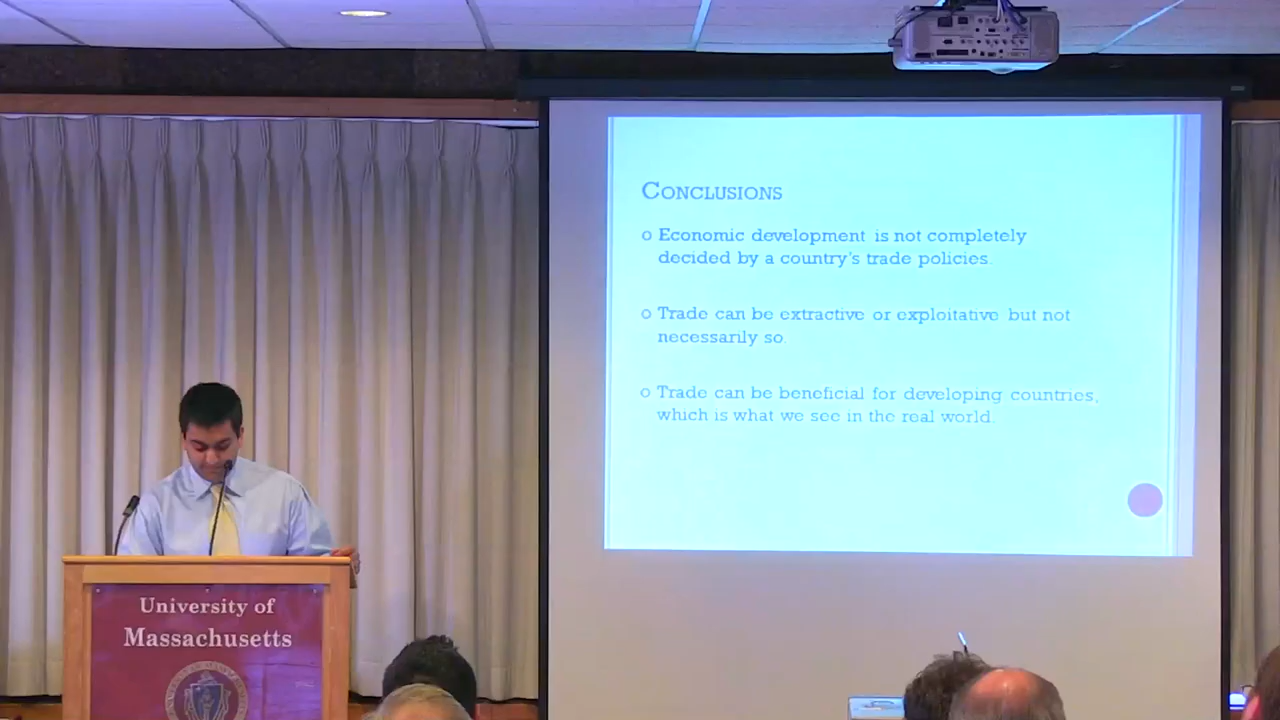 CONCLUSIONS
Economic development is not completely
decided by a country's trade policies.
Trade can be extractive or exploitative but not
necessarily so.
Trade can be beneficial for developing countries,
which is what we see in the real world.
University of
Massachusetts